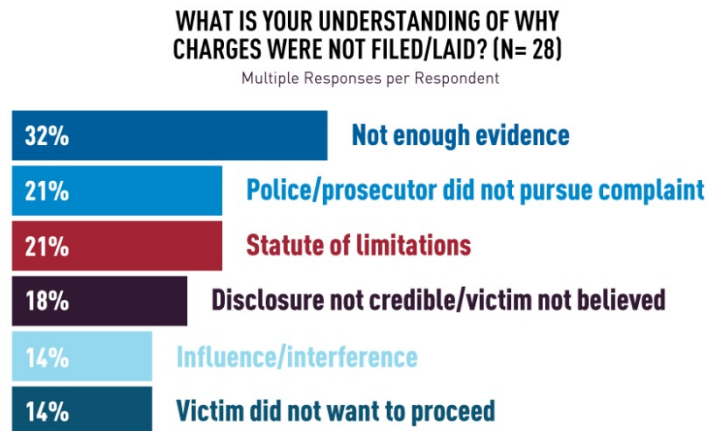 WHAT IS YOUR UNDERSTANDING OF WHY
CHARGES WERE NOT FILED/LAID? (N= 28)
Multiple Responses per Respondent
32% Not enough evidence
21% Police/prosecutor did not pursue complaint
21% Statute of limitations
18% Disclosure not credible/victim not believed
14% Influence/interference
14% Victim did not want to proceed